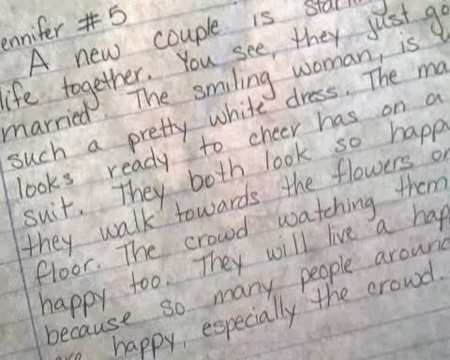 ennifer #5
A new couple is star
life together. You see, they just go
married. The smiling woman, is
such a pretty white dress. The ma
looks ready to cheer has on a
suit. They both look so happ
they walk towards the flowers on
floor. The crowd watching them
happy too. They will live a hap
because so many people around
are happy, especially the crowd.